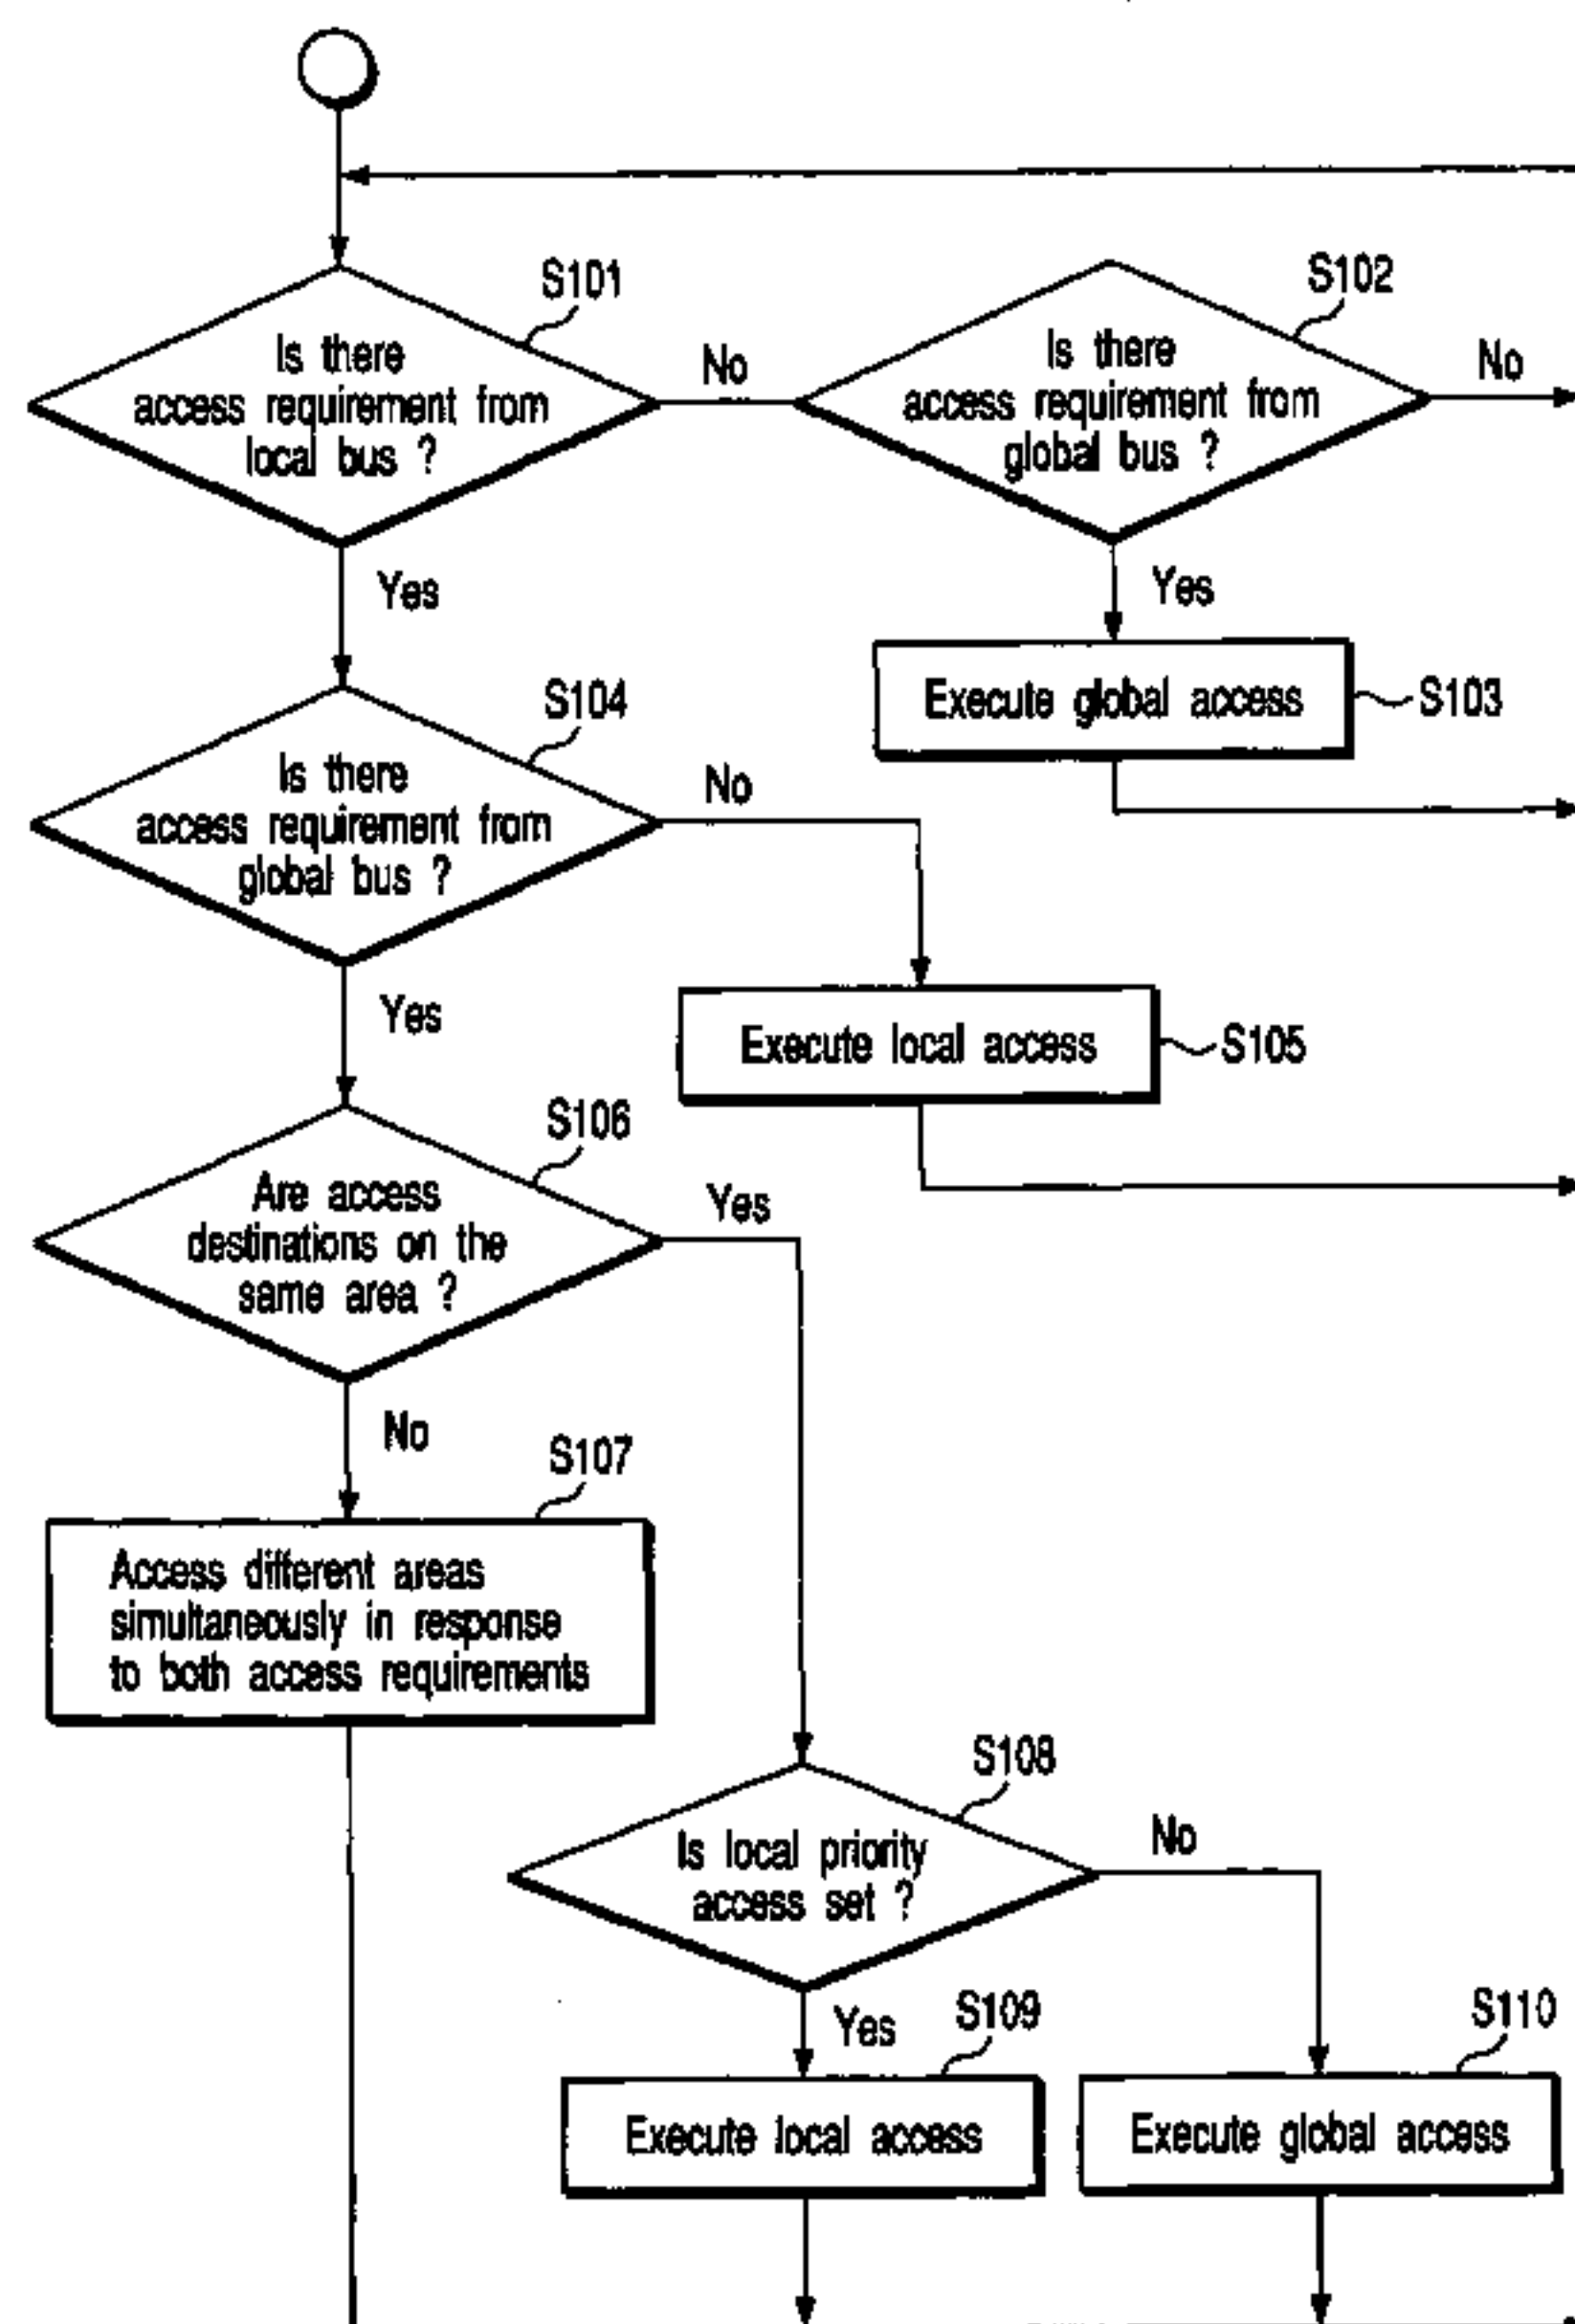 S101
Is there
access requirement from
local bus ?
No
S102
Is there
access requirement from
global bus ?
No
Yes
Yes
Execute global access
S103
S104
Is there
access requirement from
global bus ?
No
Yes
Execute local access
S105
S106
Are access
destinations on the
same area ?
Yes
No
S107
Access different areas
simultaneously in response
to both access requirements
S108
Is local priority
access set ?
No
Yes
S109
Execute local access
S110
Execute global access